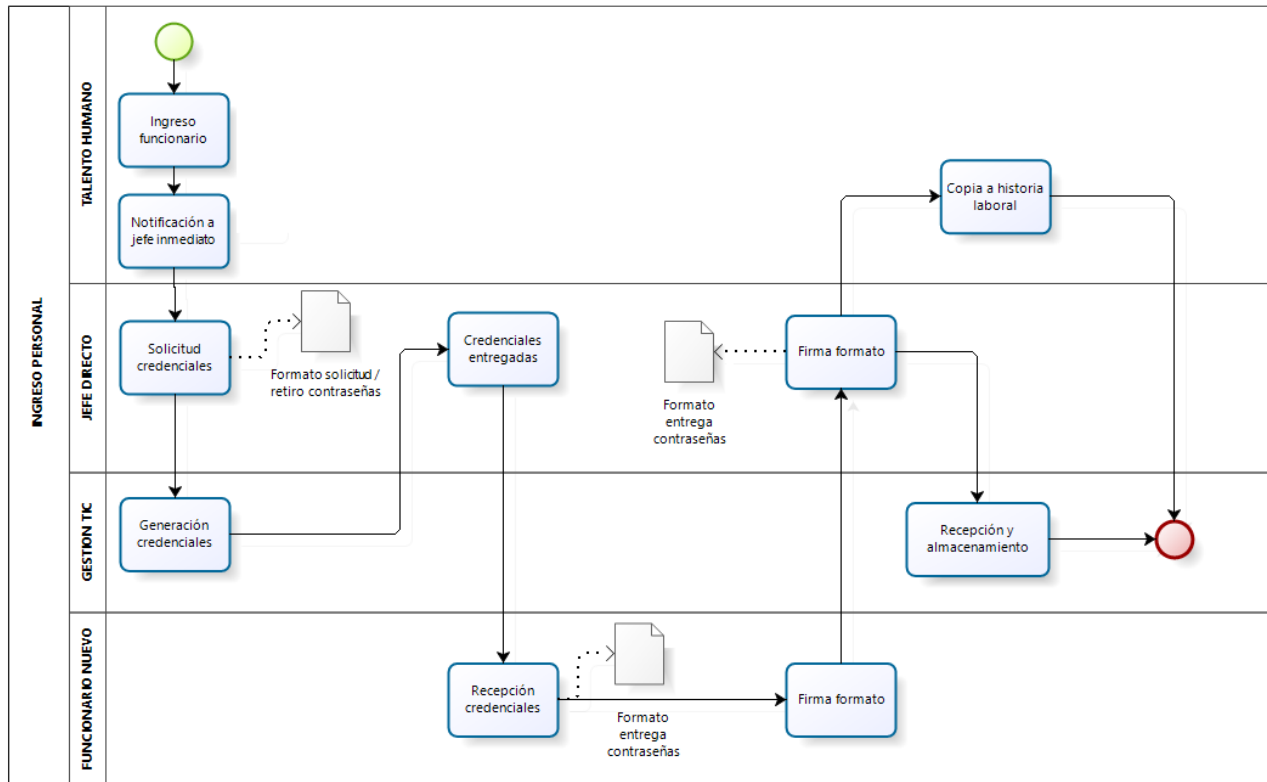 INGRESO PERSONAL
TALENTO HUMANO
Ingreso
funcionario
Notificación a
jefe inmediato
Copia a historia
laboral
JEFE DIRECTO
Solicitud
credenciales
Formato solicitud /
retiro contraseñas
Credenciales
entregadas
Formato
entrega
contraseñas
Firma formato
GESTION TIC
Generación
credenciales
Recepción y
almacenamiento
FUNCIONARIO NUEVO
Recepción
credenciales
Formato
entrega
contraseñas
Firma formato